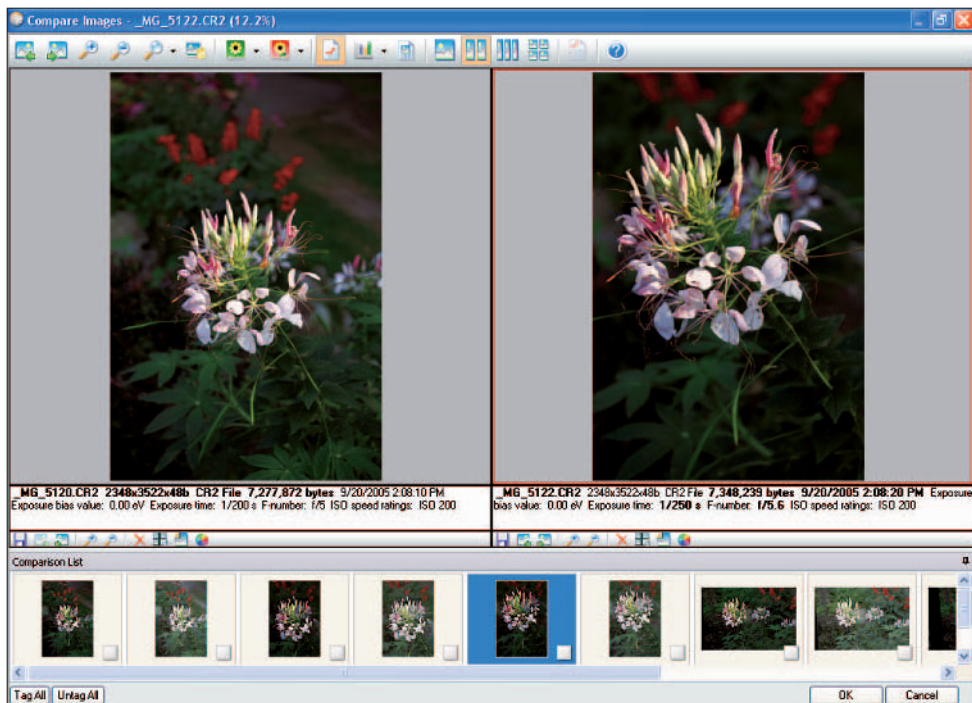 Compare Images - _MG_5122.CR2 (12.2%)
_MG_5120.CR2 2348x3522x48b CR2 File 7,277,872 bytes 9/20/2005 2:08:10 PM
Exposure bias value: 0.00 eV Exposure time: 1/200 s F-number: f/5 ISO speed ratings: ISO 200
_MG_5122.CR2 2348x3522x48b CR2 File 7,348,239 bytes 9/20/2005 2:08:20 PM Exposure
bias value: 0.00 eV Exposure time: 1/250 s F-number: f/5.6 ISO speed ratings: ISO 200
Comparison List
Tag All
Untag All
OK
Cancel